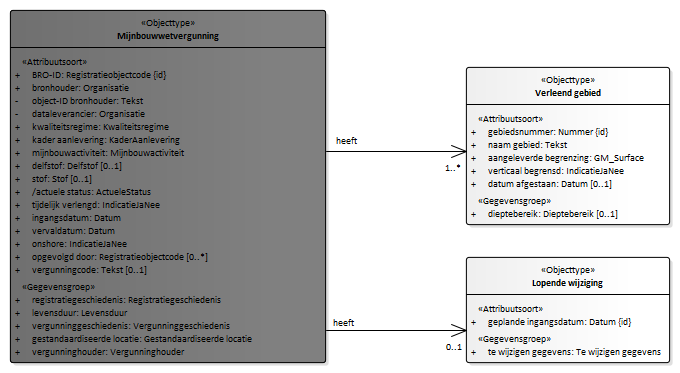 «Objecttype»
Mijnbouwwetvergunning
«Attribuutsoort»
+ BRO-ID: Registratieobjectcode {id}
+ bronhouder: Organisatie
- object-ID bronhouder: Tekst
- dataleverancier: Organisatie
+ kwaliteitsregime: Kwaliteitsregime
+ kader aanlevering: KaderAanlevering
+ mijnbouwactiviteit: Mijnbouwactiviteit
+ delfstof: Delfstof [0..1]
+ stof: Stof [0..1]
+ /actuele status: ActueleStatus
+ tijdelijk verlengd: IndicatieJaNee
+ ingangsdatum: Datum
+ vervaldatum: Datum
+ onshore: IndicatieJaNee
+ opgevolgd door: Registratieobjectcode [0..*]
+ vergunningcode: Tekst [0..1]
«Gegevensgroep»
+ registratiegeschiedenis: Registratiegeschiedenis
+ levensduur: Levensduur
+ vergunninggeschiedenis: Vergunninggeschiedenis
+ gestandaardiseerde locatie: Gestandaardiseerde locatie
+ vergunninghouder: Vergunninghouder
heeft
1..*
«Objecttype»
Verleend gebied
«Attribuutsoort»
+ gebiedsnummer: Nummer {id}
+ naam gebied: Tekst
+ aangeleverde begrenzing: GM_Surface
+ verticaal begrensd: IndicatieJaNee
+ datum afgestaan: Datum [0..1]
«Gegevensgroep»
+ dieptebereik: Dieptebereik [0..1]
heeft
0..1
«Objecttype»
Lopende wijziging
«Attribuutsoort»
+ geplande ingangsdatum: Datum {id}
«Gegevensgroep»
+ te wijzigen gegevens: Te wijzigen gegevens